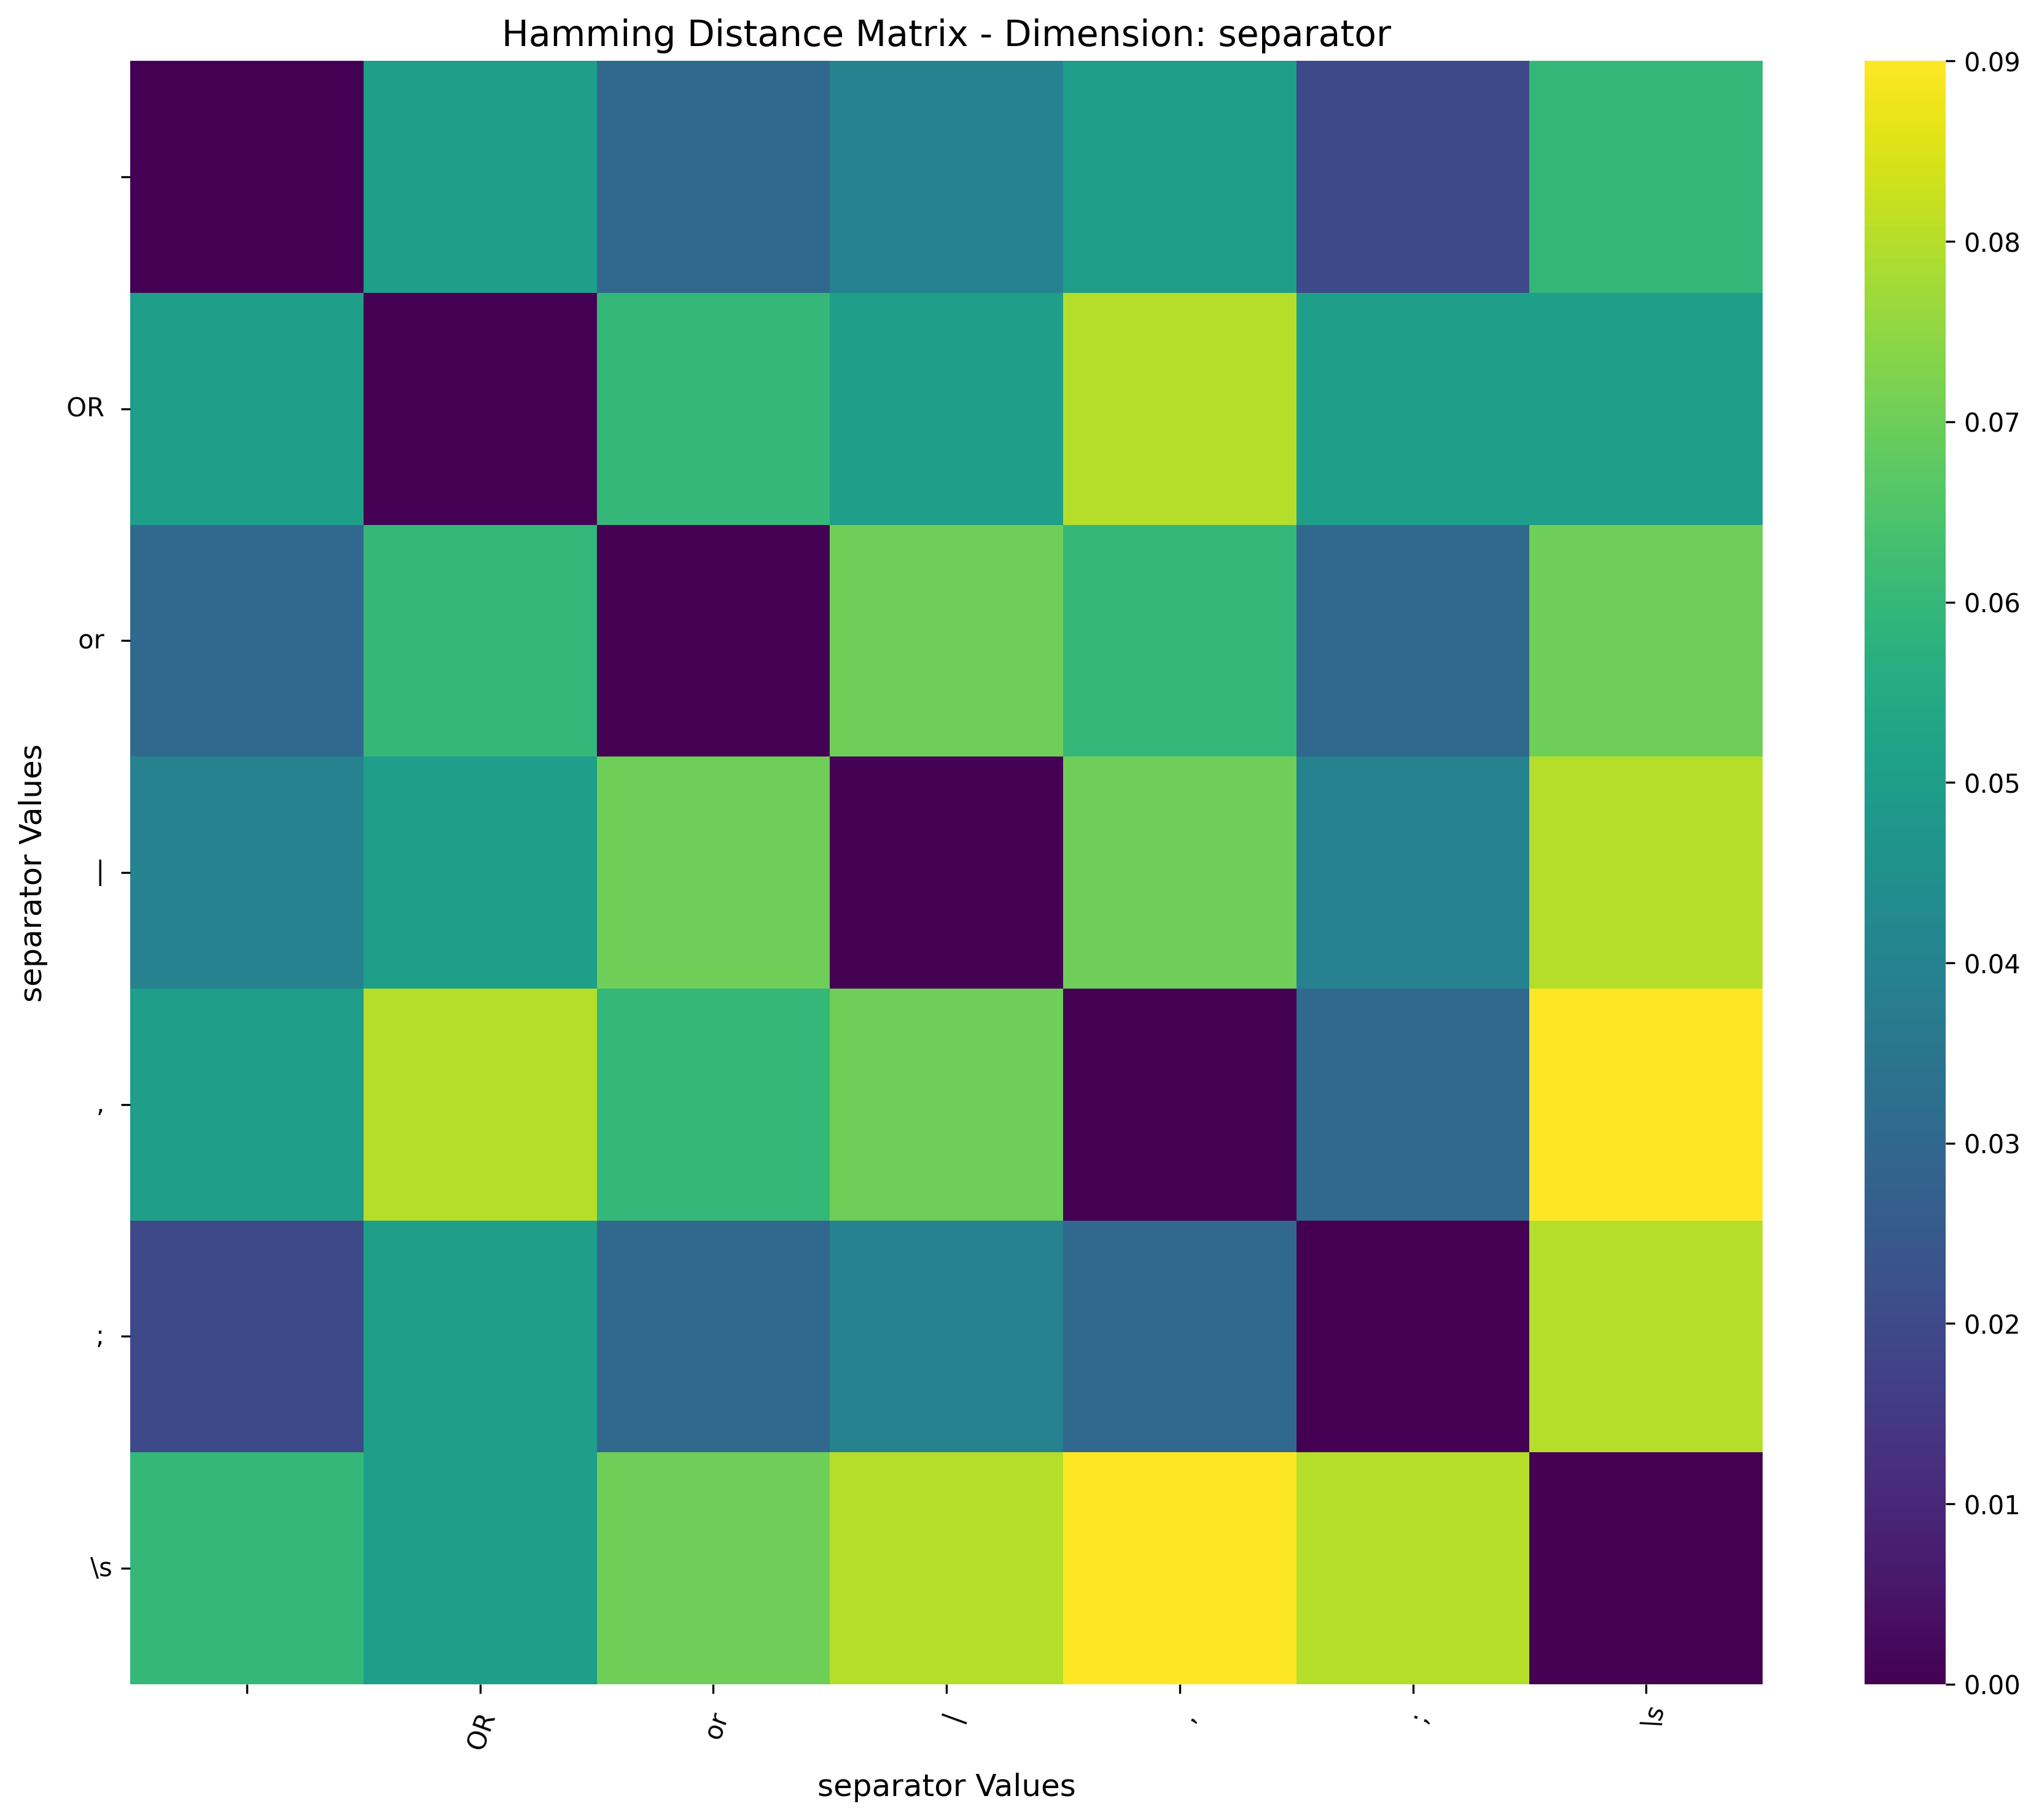 Hamming Distance Matrix - Dimension: separator
separator Values
OR
or
|
,
;
\s
OR
or
|
,
;
\s
separator Values
0.09
0.08
0.07
0.06
0.05
0.04
0.03
0.02
0.01
0.00